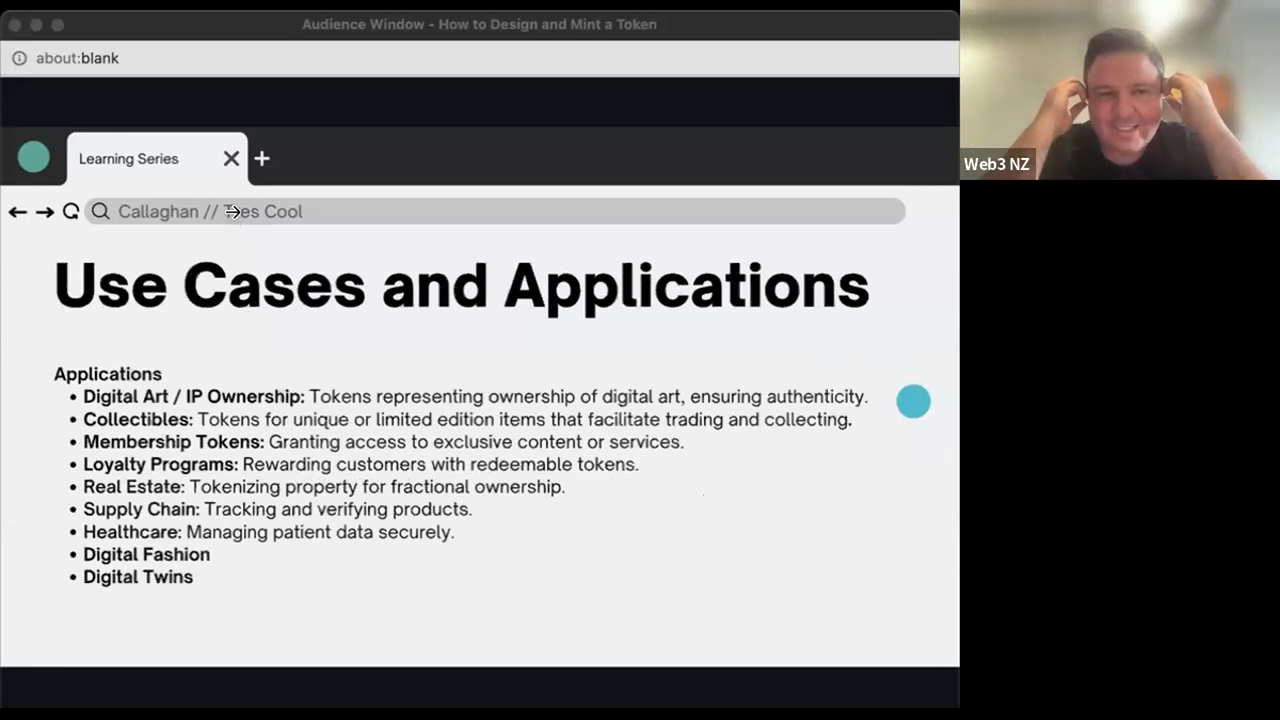 Audience Window - How to Design and Mint a Token
about:blank
Learning Series
Callaghan // Cool
Use Cases and Applications
Applications
• Digital Art / IP Ownership: Tokens representing ownership of digital art, ensuring authenticity.
• Collectibles: Tokens for unique or limited edition items that facilitate trading and collecting.
• Membership Tokens: Granting access to exclusive content or services.
• Loyalty Programs: Rewarding customers with redeemable tokens.
• Real Estate: Tokenizing property for fractional ownership.
• Supply Chain: Tracking and verifying products.
• Healthcare: Managing patient data securely.
• Digital Fashion
• Digital Twins
Web3 NZ